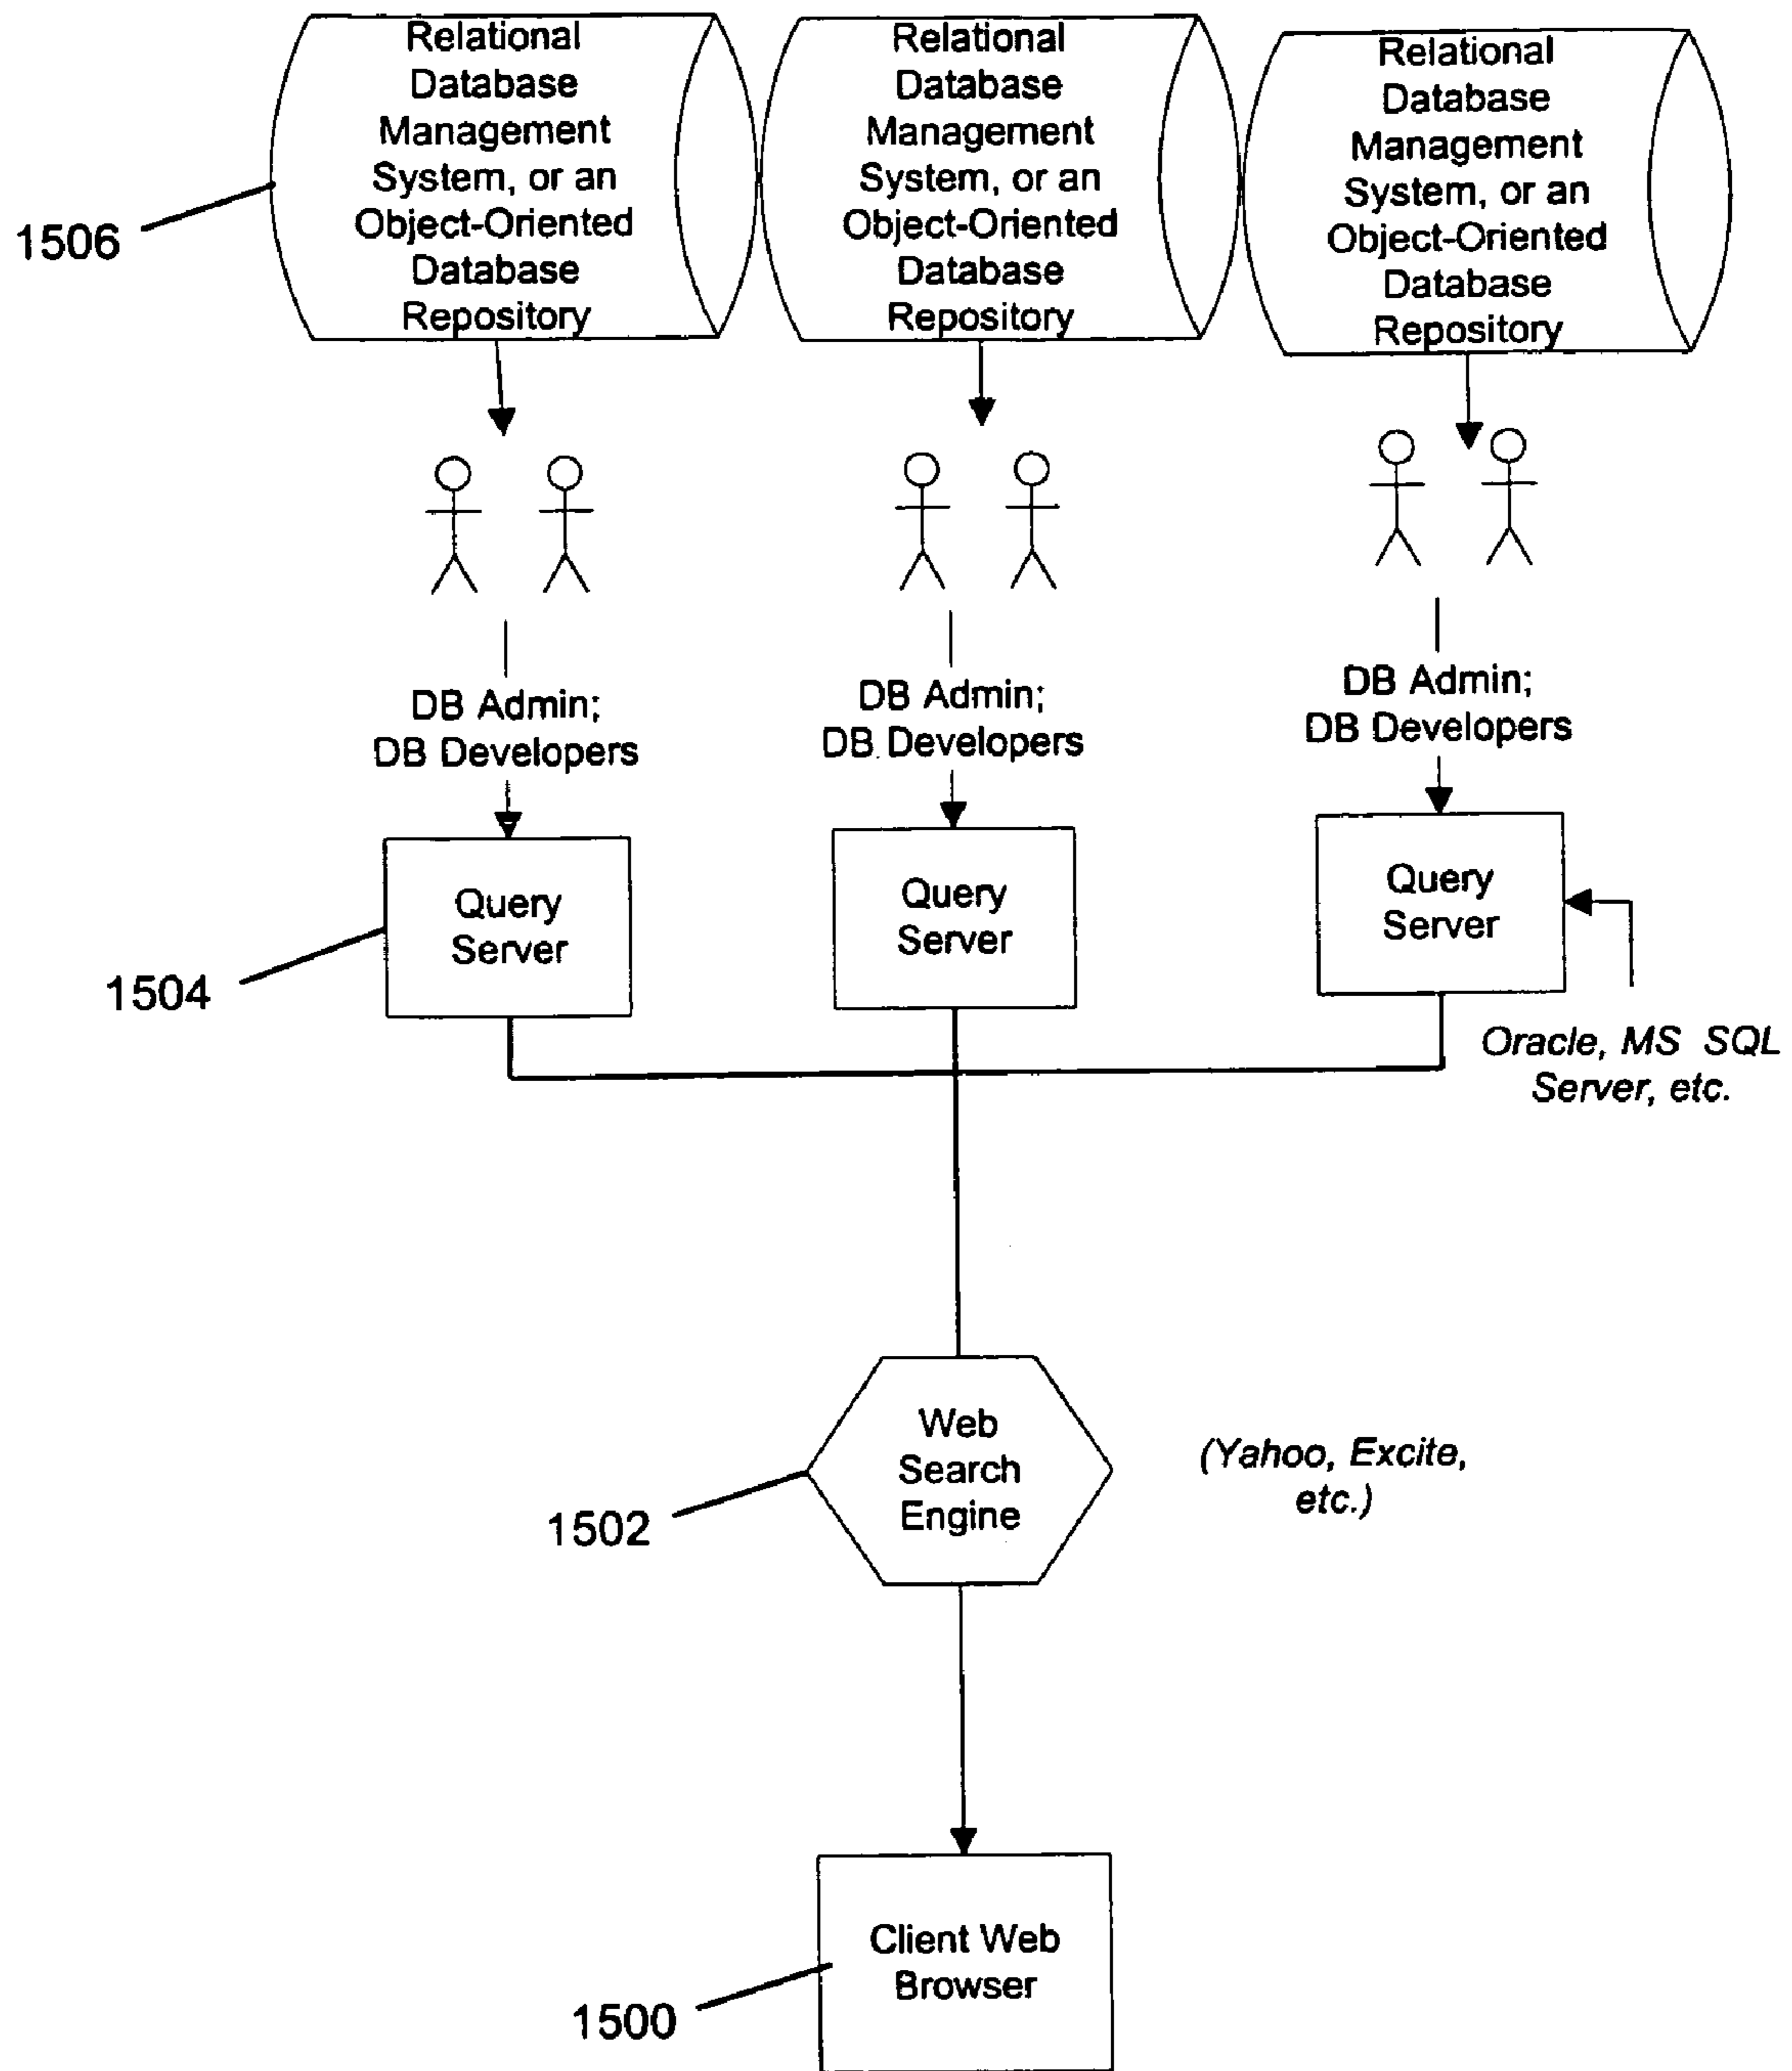 Relational
Database
Management
System, or an
Object-Oriented
Database
Repository
Relational
Database
Management
System, or an
Object-Oriented
Database
Repository
Relational
Database
Management
System, or an
Object-Oriented
Database
Repository
1506
DB Admin;
DB Developers
DB Admin;
DB Developers
DB Admin;
DB Developers
Query
Server
Query
Server
Query
Server
1504
Oracle, MS SQL
Server, etc.
Web
Search
Engine
(Yahoo, Excite,
etc.)
1502
Client Web
Browser
1500